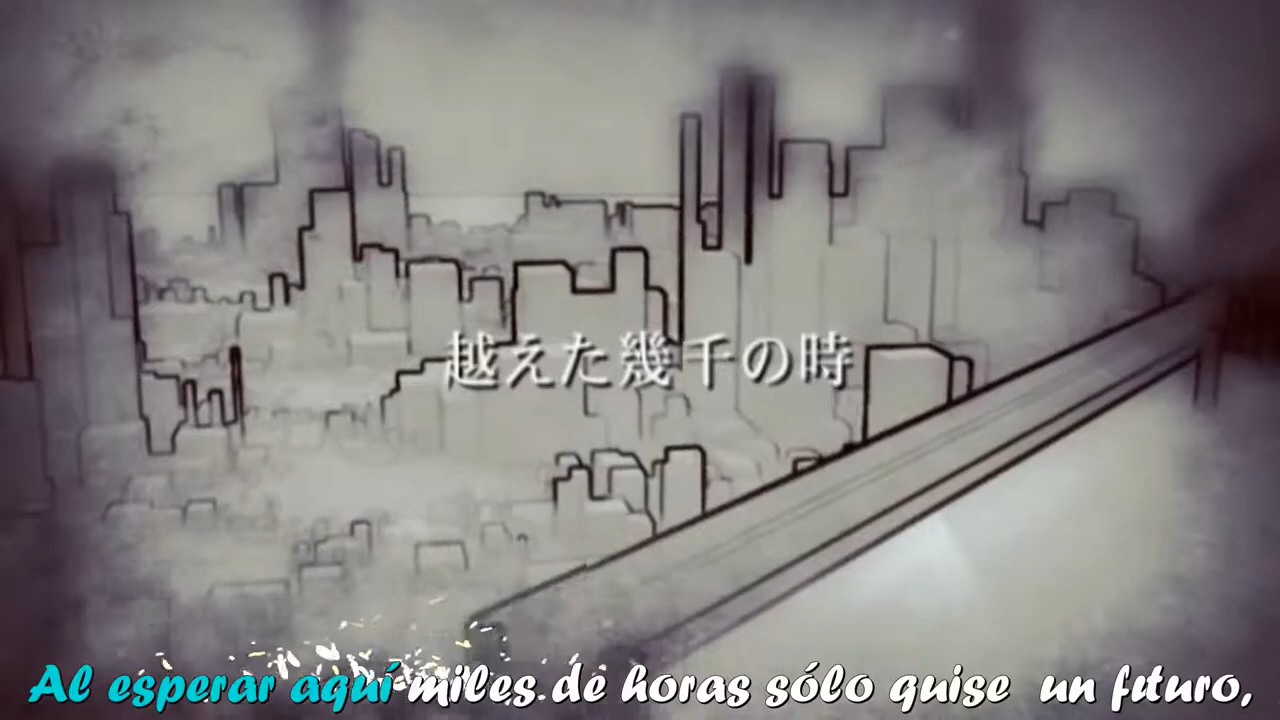 越えた幾千の時
Al esperar aquí miles de horas sólo quise un futuro,